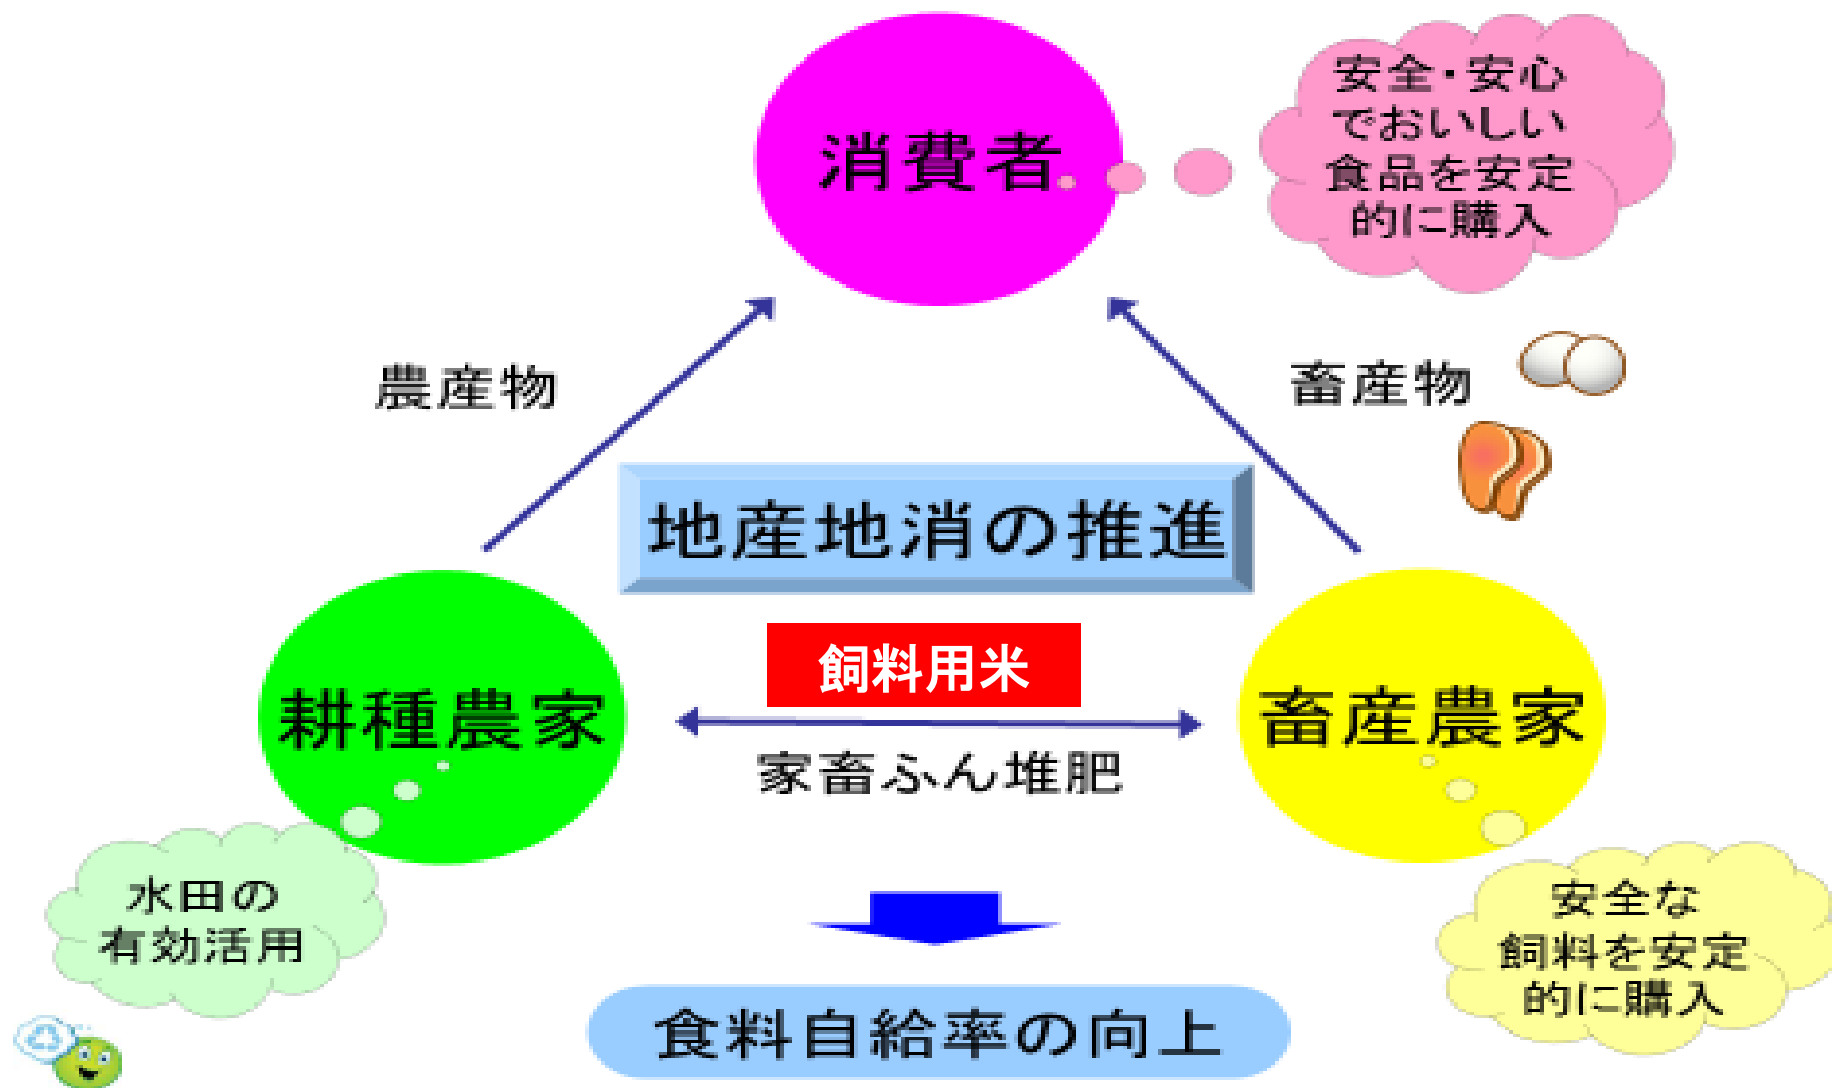 消費者
安全・安心
でおいしい
食品を安定
的に購入
農産物
畜産物
地産地消の推進
飼料用米
耕種農家
畜産農家
家畜ふん堆肥
水田の
有効活用
安全な
飼料を安定
的に購入
食料自給率の向上